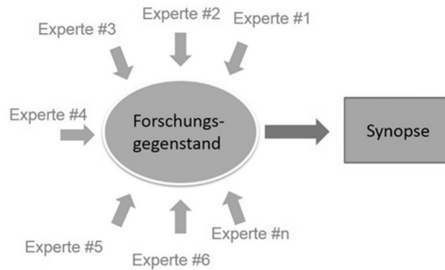 Experte #2
Experte #1
Experte #3
Experte #4
Forschungs-
gegenstand
Synopse
Experte #5
Experte #6
Experte #n